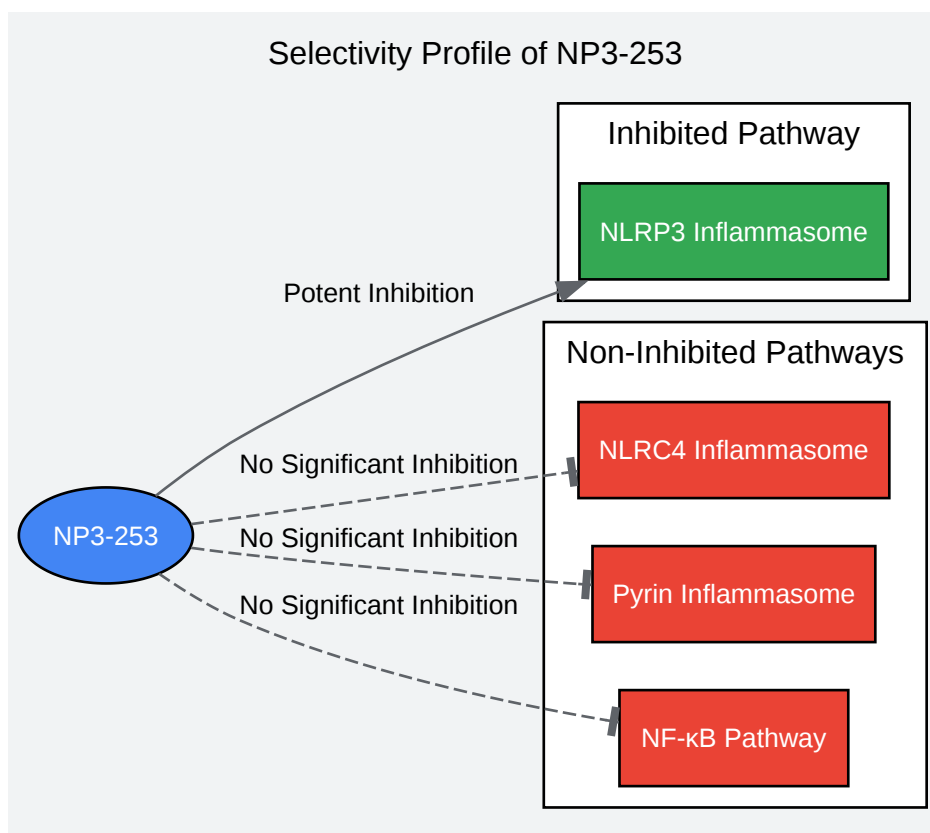 Selectivity Profile of NP3-253
Inhibited Pathway
NLRP3 Inflammasome
Potent Inhibition
Non-Inhibited Pathways
NLRC4 Inflammasome
No Significant Inhibition
NP3-253
No Significant Inhibition
Pyrin Inflammasome
No Significant Inhibition
NF-κB Pathway